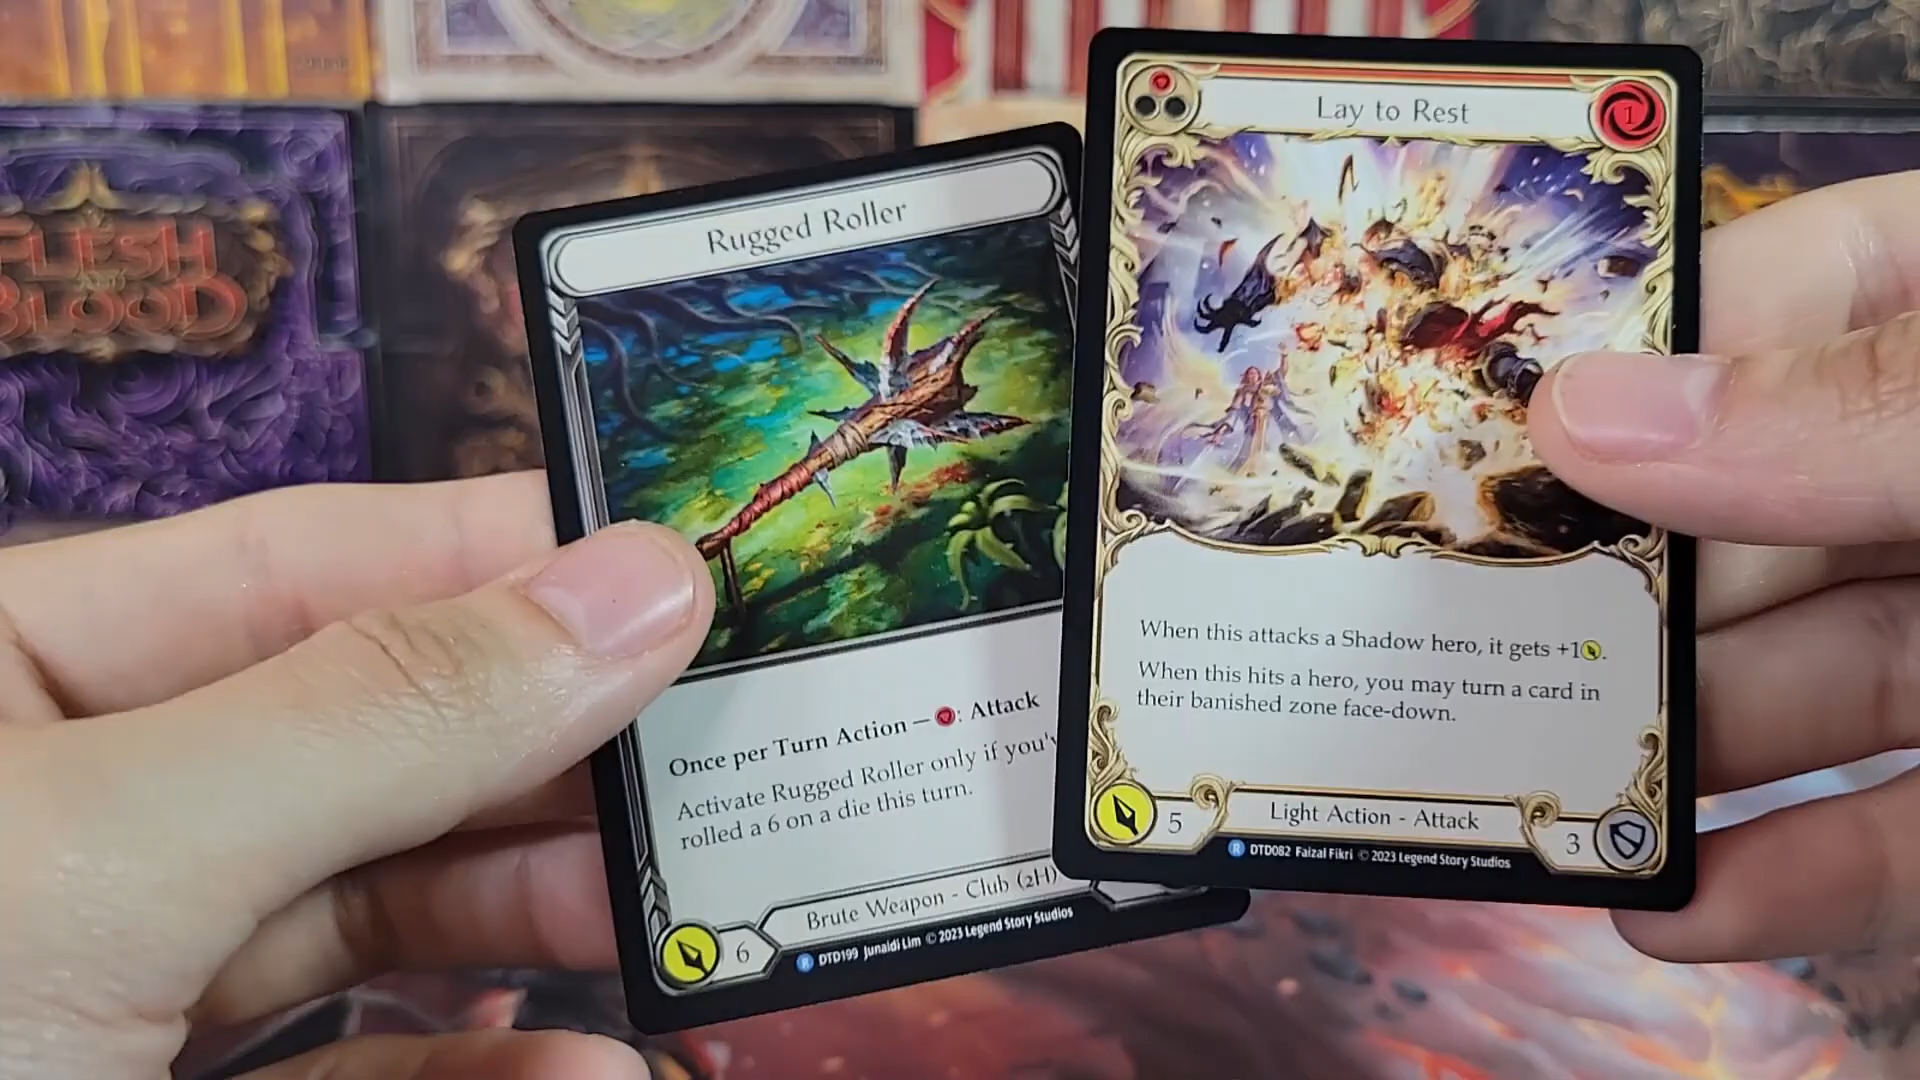 FLESH
AND
BLOOD
Rugged Roller
Once per Turn Action — : Attack
Activate Rugged Roller only if you'v
rolled a 6 on a die this turn.
6
Brute Weapon - Club (2H)
R DTD199 Junaidi Lim © 2023 Legend Story Studios
Lay to Rest
1
When this attacks a Shadow hero, it gets +1.
When this hits a hero, you may turn a card in
their banished zone face-down.
5
Light Action - Attack
3
R DTD082 Faizal Fikri © 2023 Legend Story Studios